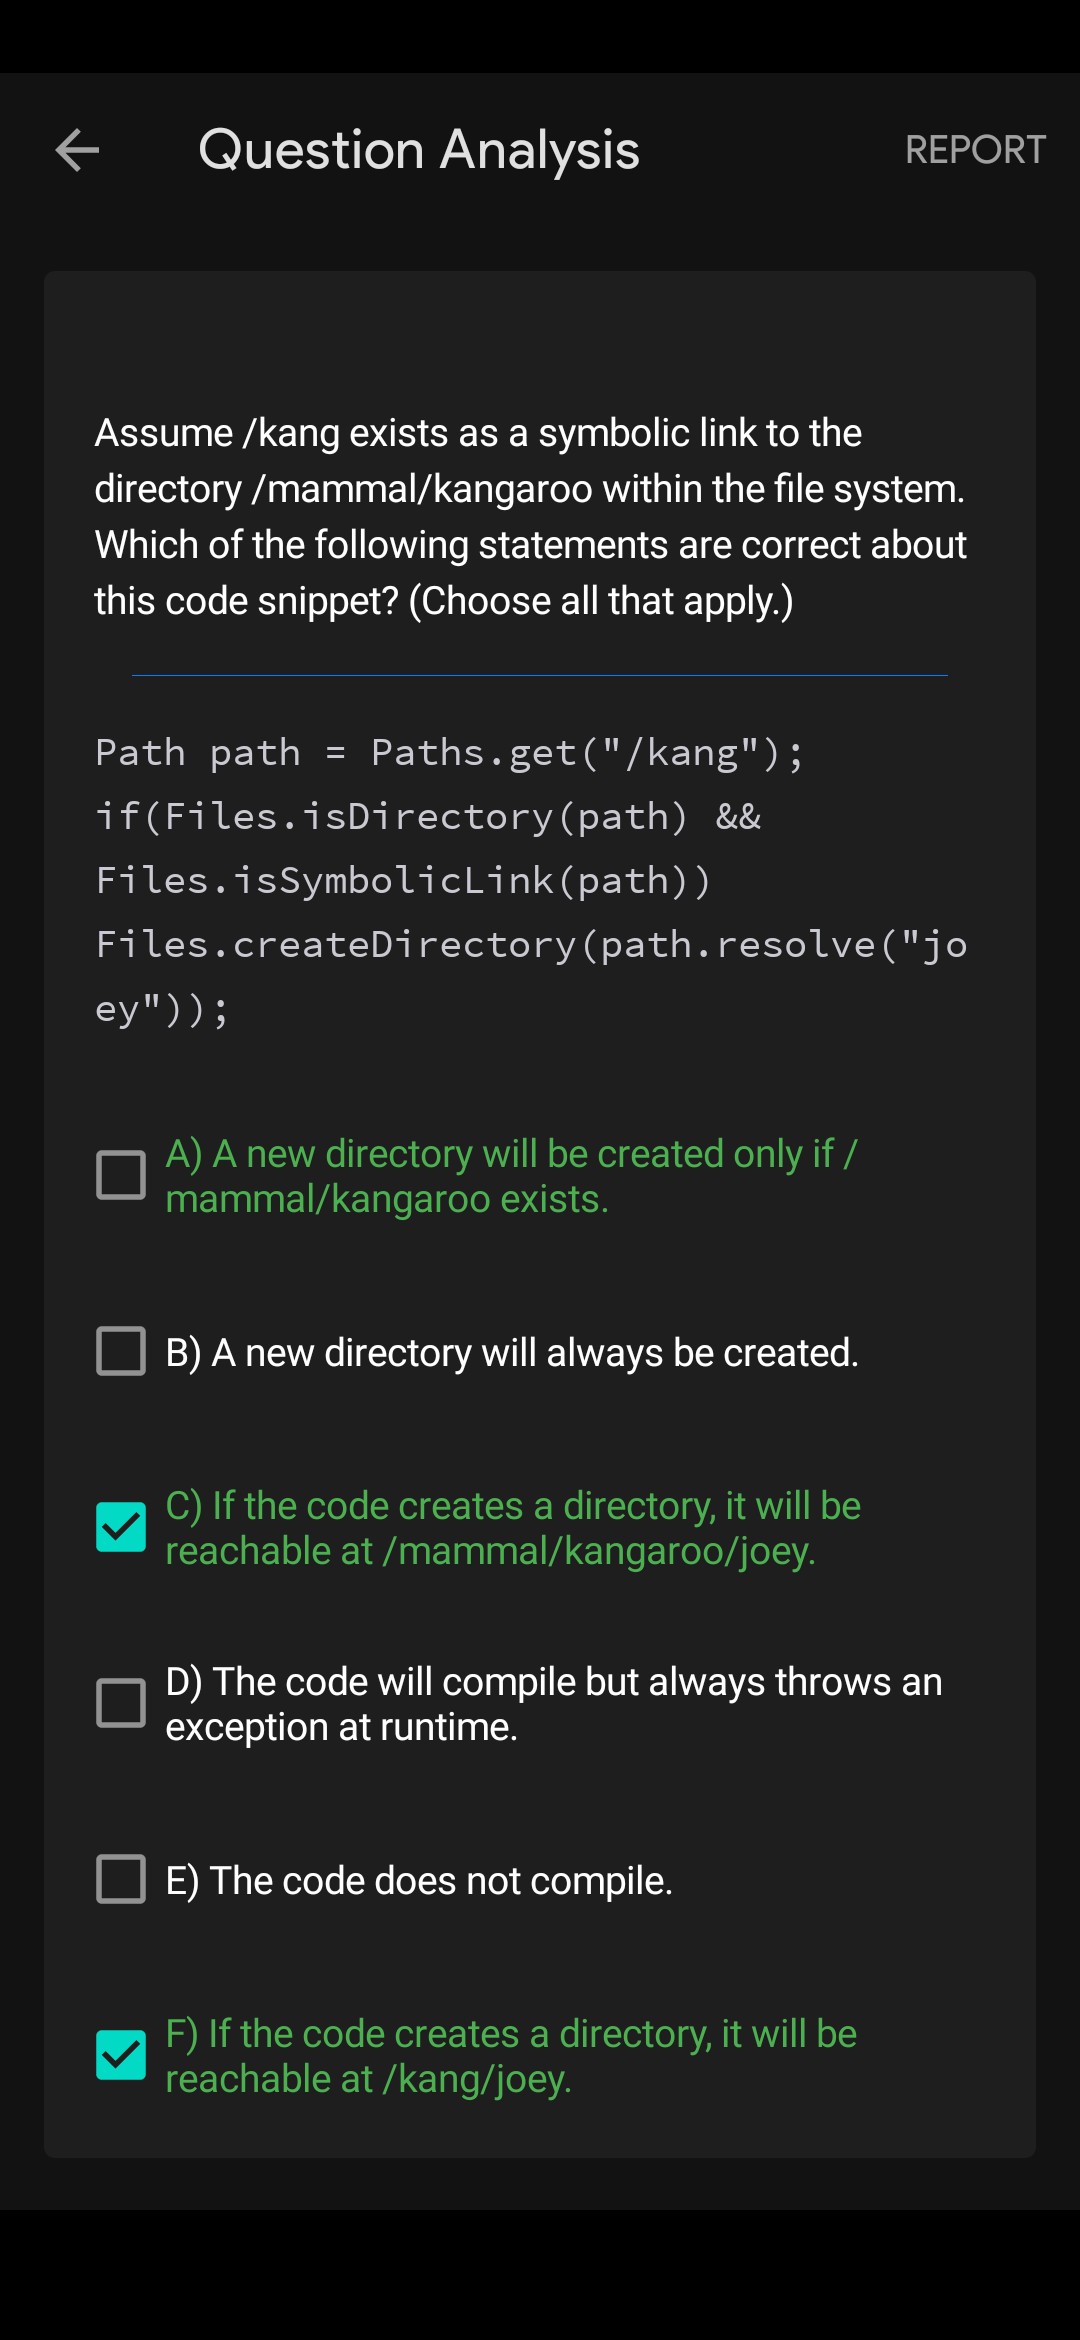 Question Analysis
REPORT
Assume /kang exists as a symbolic link to the
directory /mammal/kangaroo within the file system.
Which of the following statements are correct about
this code snippet? (Choose all that apply.)
Path path = Paths.get("/kang");
if(Files.isDirectory(path) &&
Files.isSymbolicLink(path))
Files.createDirectory(path.resolve("jo
ey"));
A) A new directory will be created only if /
mammal/kangaroo exists.
B) A new directory will always be created.
C) If the code creates a directory, it will be
reachable at /mammal/kangaroo/joey.
D) The code will compile but always throws an
exception at runtime.
E) The code does not compile.
F) If the code creates a directory, it will be
reachable at /kang/joey.